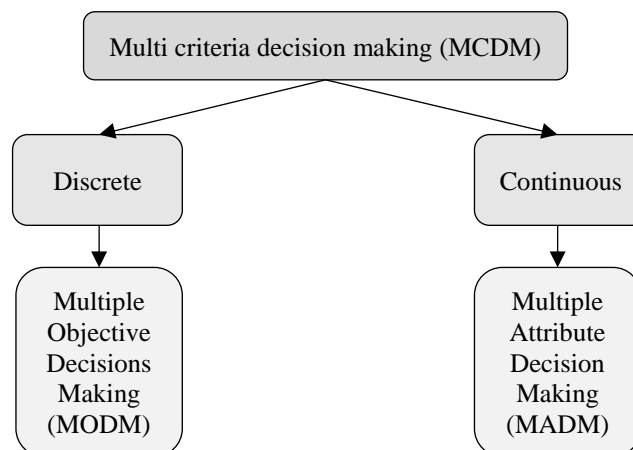 Multi criteria decision making (MCDM)
Discrete
Continuous
Multiple
Objective
Decisions
Making
(MODM)
Multiple
Attribute
Decision
Making
(MADM)